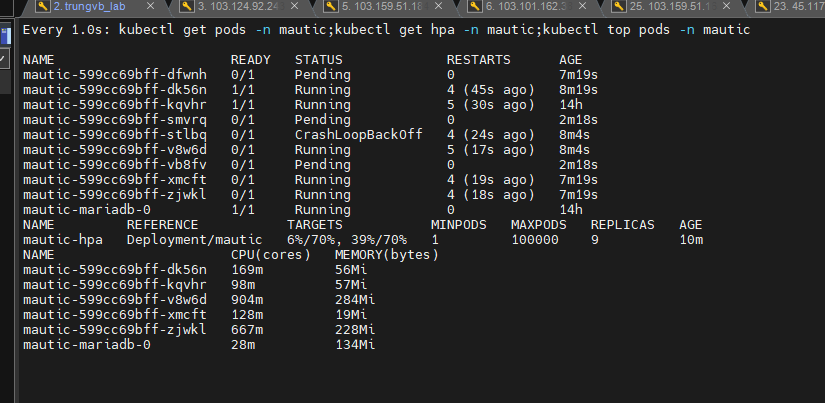 2. trungvb_lab 3. 103.124.92.24 5. 103.159.51.18 6. 103.101.162.3 25. 103.159.51.1 23. 45.117
Every 1.0s: kubectl get pods -n mautic;kubectl get hpa -n mautic;kubectl top pods -n mautic
NAME READY STATUS RESTARTS AGE
mautic-599cc69bff-dfwnh 0/1 Pending 0 7m19s
mautic-599cc69bff-dk56n 1/1 Running 4 (45s ago) 8m19s
mautic-599cc69bff-kqvhr 1/1 Running 5 (30s ago) 14h
mautic-599cc69bff-smvrq 0/1 Pending 0 2m18s
mautic-599cc69bff-stlbq 0/1 CrashLoopBackOff 4 (24s ago) 8m4s
mautic-599cc69bff-v8w6d 0/1 Running 5 (17s ago) 8m4s
mautic-599cc69bff-vb8fv 0/1 Pending 0 2m18s
mautic-599cc69bff-xmcft 0/1 Running 4 (19s ago) 7m19s
mautic-599cc69bff-zjwkl 0/1 Running 4 (18s ago) 7m19s
mautic-mariadb-0 1/1 Running 0 14h
NAME REFERENCE TARGETS MINPODS MAXPODS REPLICAS AGE
mautic-hpa Deployment/mautic 6%/70%, 39%/70% 1 100000 9 10m
NAME CPU(cores) MEMORY(bytes)
mautic-599cc69bff-dk56n 169m 56Mi
mautic-599cc69bff-kqvhr 98m 57Mi
mautic-599cc69bff-v8w6d 904m 284Mi
mautic-599cc69bff-xmcft 128m 19Mi
mautic-599cc69bff-zjwkl 667m 228Mi
mautic-mariadb-0 28m 134Mi